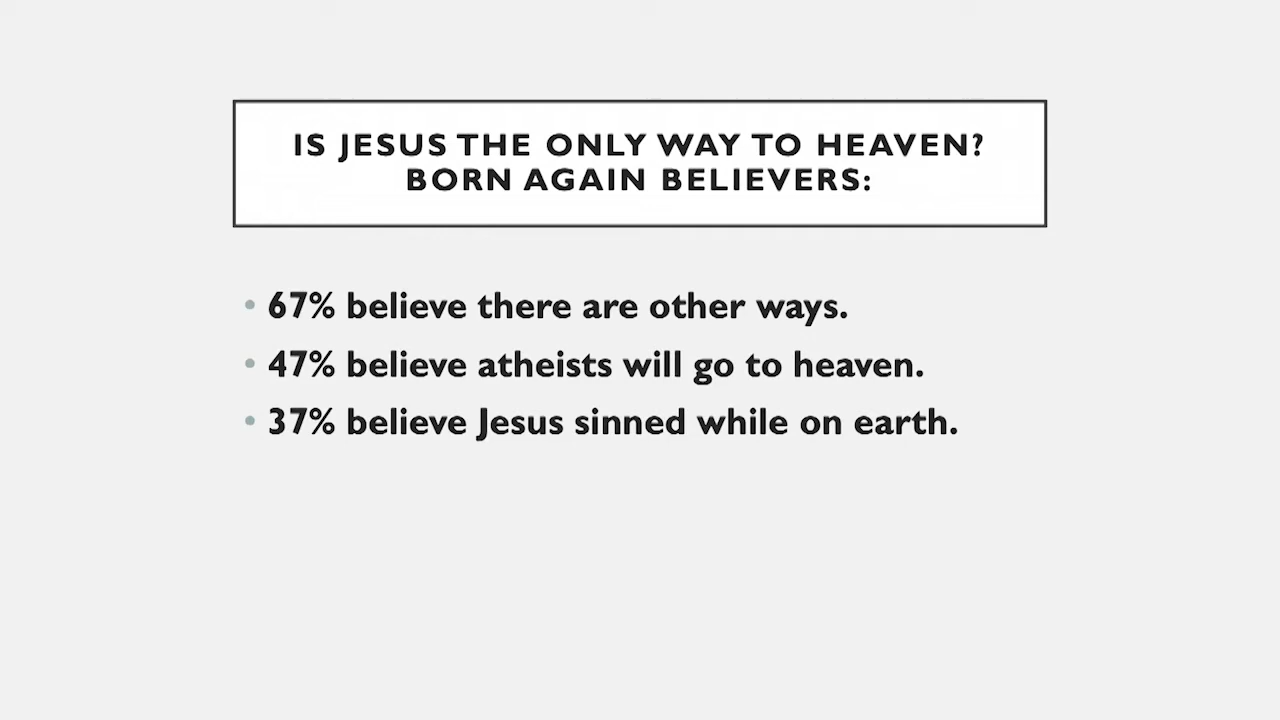 IS JESUS THE ONLY WAY TO HEAVEN?
BORN AGAIN BELIEVERS:
• 67% believe there are other ways.
• 47% believe atheists will go to heaven.
• 37% believe Jesus sinned while on earth.